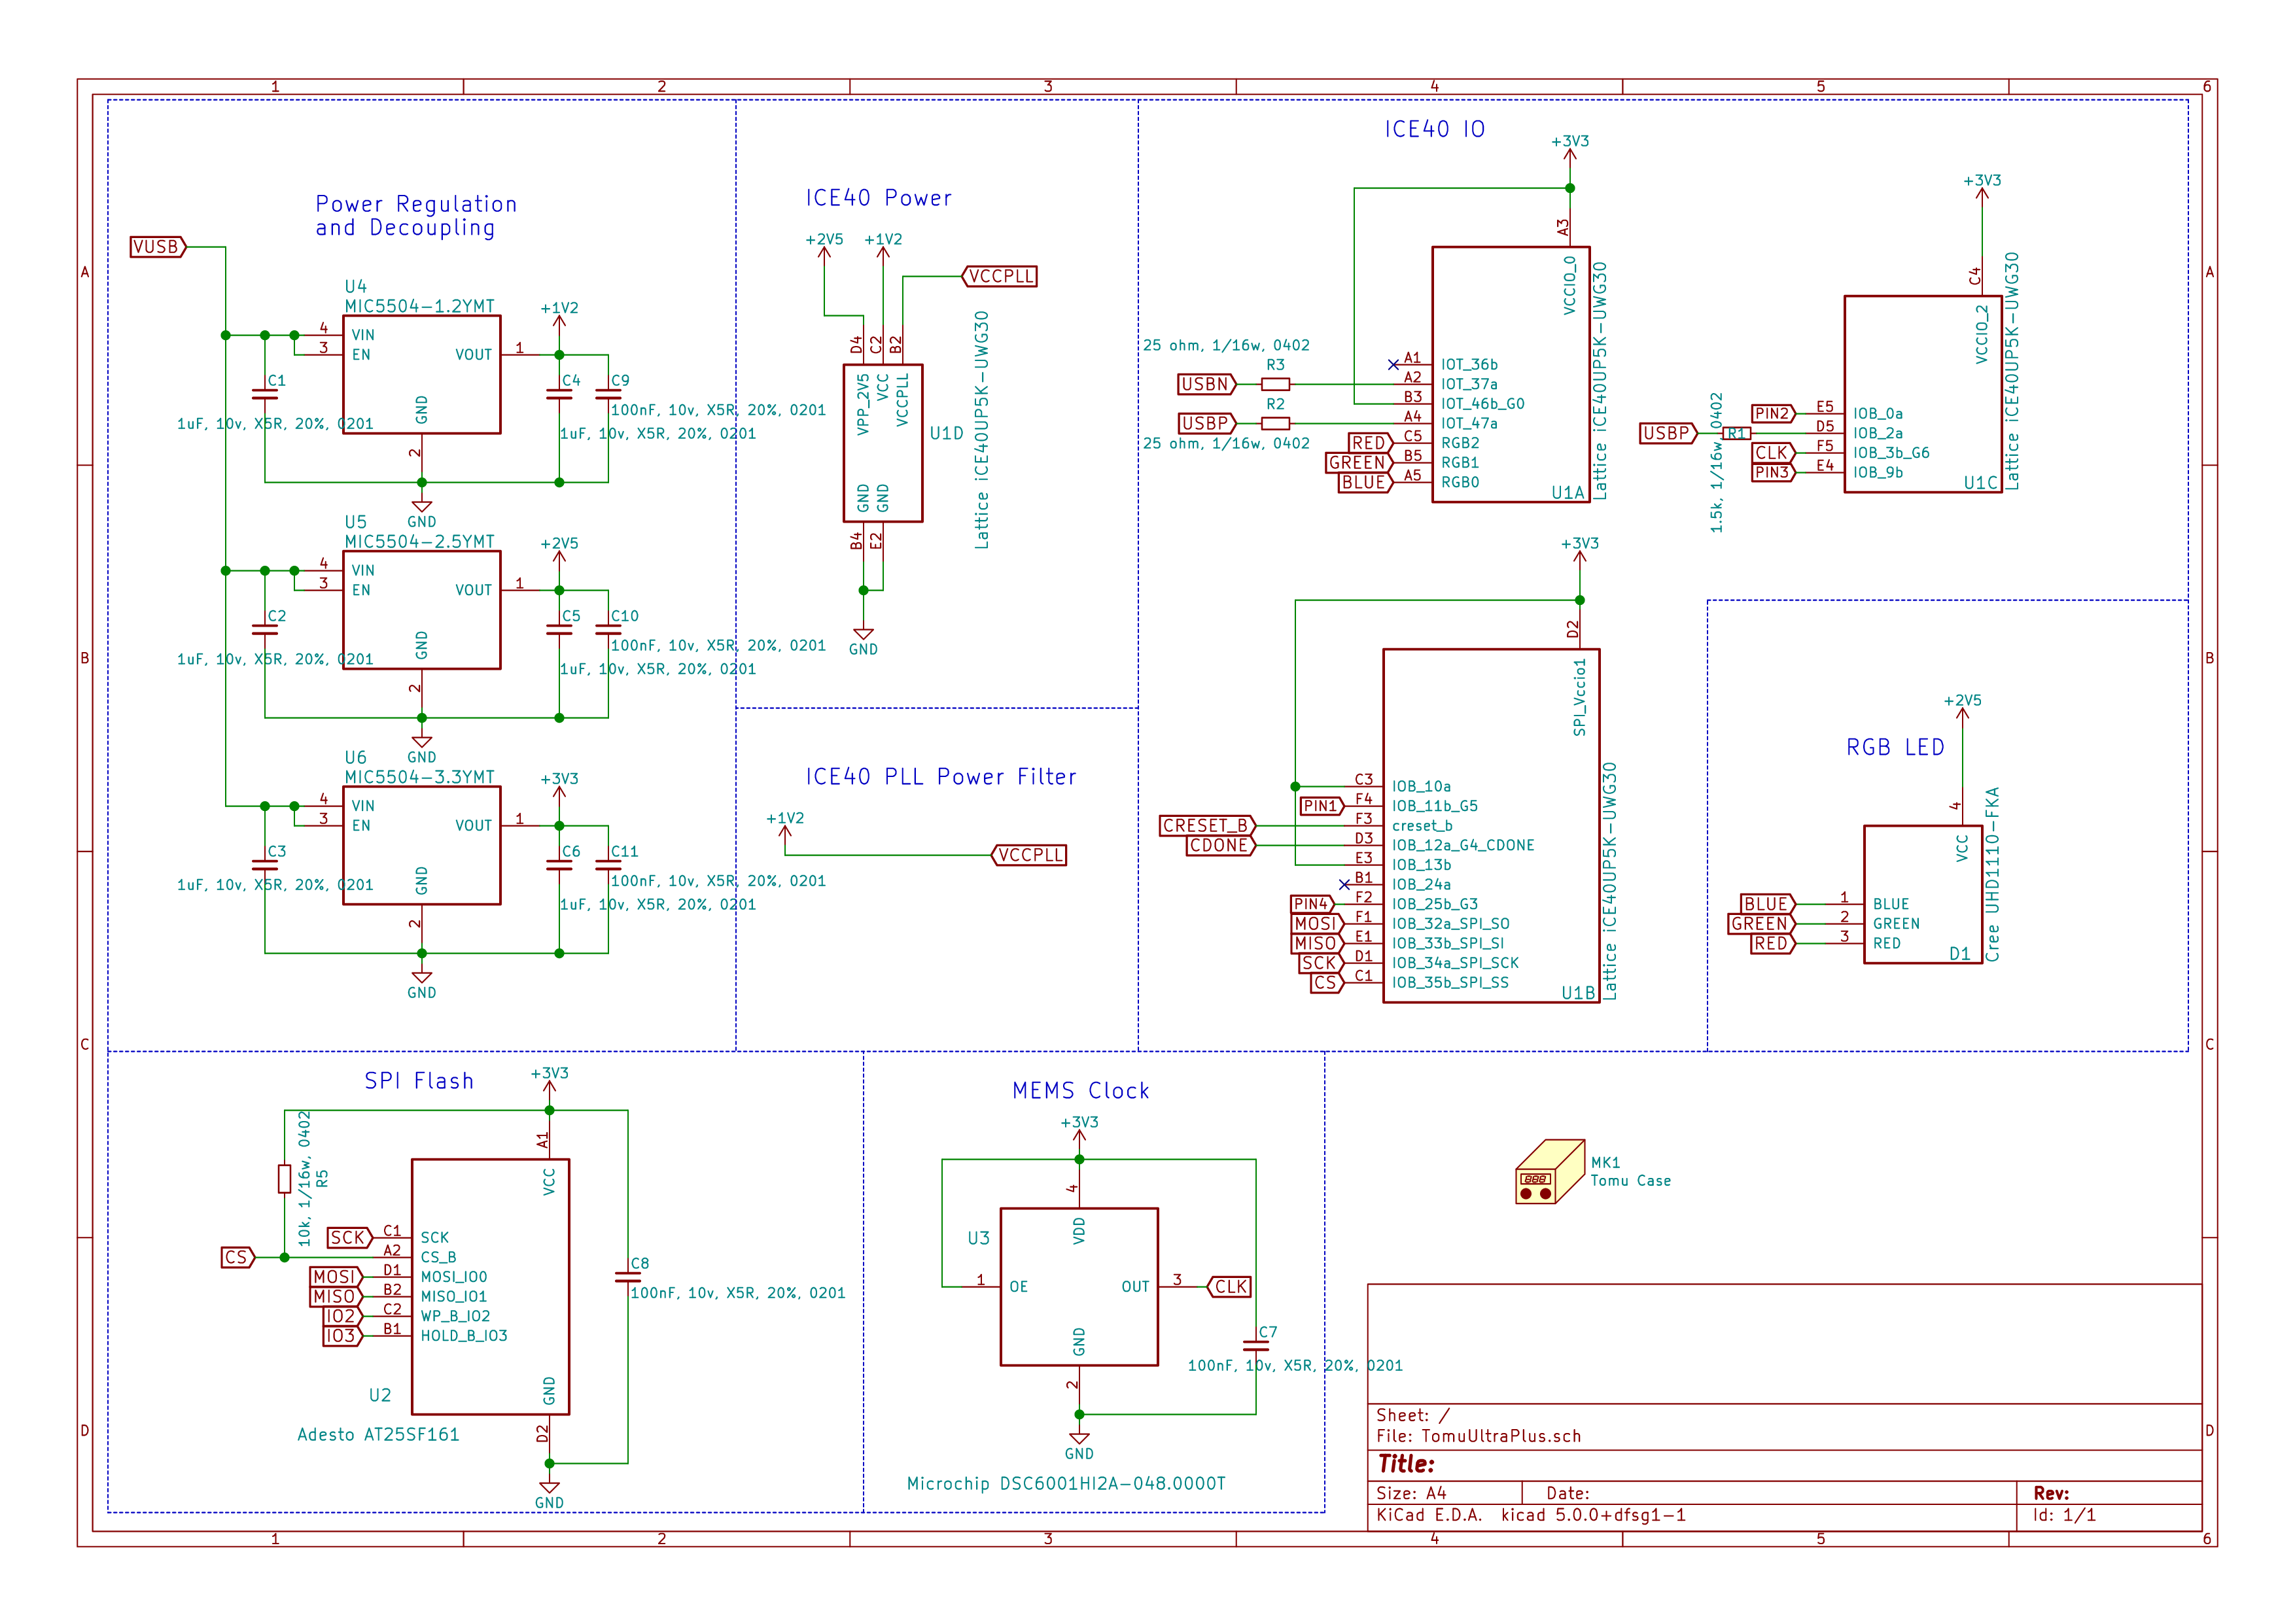 1 2 3 4 5 6
A
B
C
D
Power Regulation
and Decoupling
VUSB
U4
MIC5504-1.2YMT
+1V2
4 VIN
3 EN
VOUT 1
GND
2
C1
1uF, 10v, X5R, 20%, 0201
C4
1uF, 10v, X5R, 20%, 0201
C9
100nF, 10v, X5R, 20%, 0201
GND
U5
MIC5504-2.5YMT
+2V5
4 VIN
3 EN
VOUT 1
GND
2
C2
1uF, 10v, X5R, 20%, 0201
C5
1uF, 10v, X5R, 20%, 0201
C10
100nF, 10v, X5R, 20%, 0201
GND
U6
MIC5504-3.3YMT
+3V3
4 VIN
3 EN
VOUT 1
GND
2
C3
1uF, 10v, X5R, 20%, 0201
C6
1uF, 10v, X5R, 20%, 0201
C11
100nF, 10v, X5R, 20%, 0201
GND
ICE40 Power
+2V5
+1V2
VCCPLL
D4
C2
B2
VPP_2V5
VCC
VCCPLL
U1D
Lattice iCE40UP5K-UWG30
GND
GND
B4
E2
GND
ICE40 PLL Power Filter
+1V2
VCCPLL
ICE40 IO
+3V3
A3
VCCIO_0
25 ohm, 1/16w, 0402
R3
USBN
R2
USBP
25 ohm, 1/16w, 0402
A1 IOT_36b
A2 IOT_37a
B3 IOT_46b_G0
A4 IOT_47a
RED C5 RGB2
GREEN B5 RGB1
BLUE A5 RGB0
U1A
Lattice iCE40UP5K-UWG30
+3V3
C4
VCCIO_2
PIN2 E5 IOB_0a
USBP R1 D5 IOB_2a
CLK F5 IOB_3b_G6
PIN3 E4 IOB_9b
1.5k, 1/16w, 0402
U1C
Lattice iCE40UP5K-UWG30
+3V3
D2
SPI_Vccio1
C3 IOB_10a
PIN1 F4 IOB_11b_G5
CRESET_B F3 creset_b
CDONE D3 IOB_12a_G4_CDONE
E3 IOB_13b
B1 IOB_24a
PIN4 F2 IOB_25b_G3
MOSI F1 IOB_32a_SPI_SO
MISO E1 IOB_33b_SPI_SI
SCK D1 IOB_34a_SPI_SCK
CS C1 IOB_35b_SPI_SS
U1B
Lattice iCE40UP5K-UWG30
RGB LED
+2V5
4
VCC
BLUE 1 BLUE
GREEN 2 GREEN
RED 3 RED
D1
Cree UHD1110-FKA
SPI Flash
+3V3
A1
VCC
10k, 1/16w, 0402
R5
SCK C1 SCK
CS A2 CS_B
MOSI D1 MOSI_IO0
MISO B2 MISO_IO1
IO2 C2 WP_B_IO2
IO3 B1 HOLD_B_IO3
C8
100nF, 10v, X5R, 20%, 0201
GND
U2
D2
Adesto AT25SF161
GND
MEMS Clock
+3V3
4
VDD
U3
1 OE
OUT 3 CLK
GND
2
C7
100nF, 10v, X5R, 20%, 0201
GND
Microchip DSC6001HI2A-048.0000T
MK1
Tomu Case
Sheet: /
File: TomuUltraPlus.sch
Title:
Size: A4 Date: Rev:
KiCad E.D.A. kicad 5.0.0+dfsg1-1 Id: 1/1
A
B
C
D
1 2 3 4 5 6